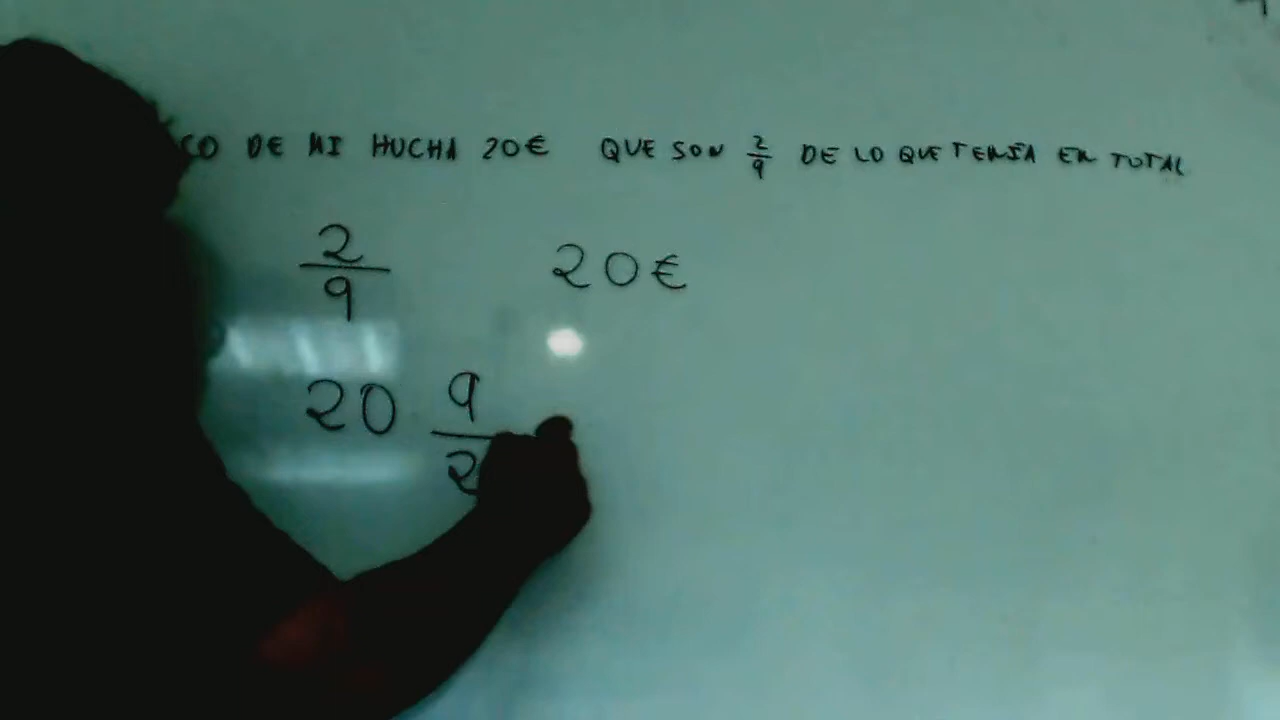 CO DE MI HUCHA 20€ QUE SON 2/9 DE LO QUE TENÍA EN TOTAL
2/9 20€
20 9/2